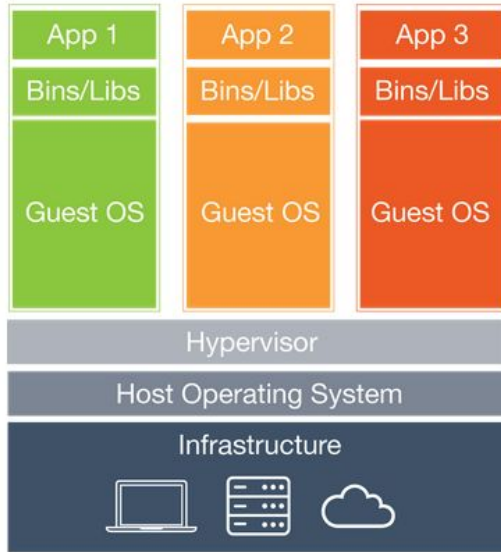 App 1
App 2
App 3
Bins/Libs
Bins/Libs
Bins/Libs
Guest OS
Guest OS
Guest OS
Hypervisor
Host Operating System
Infrastructure